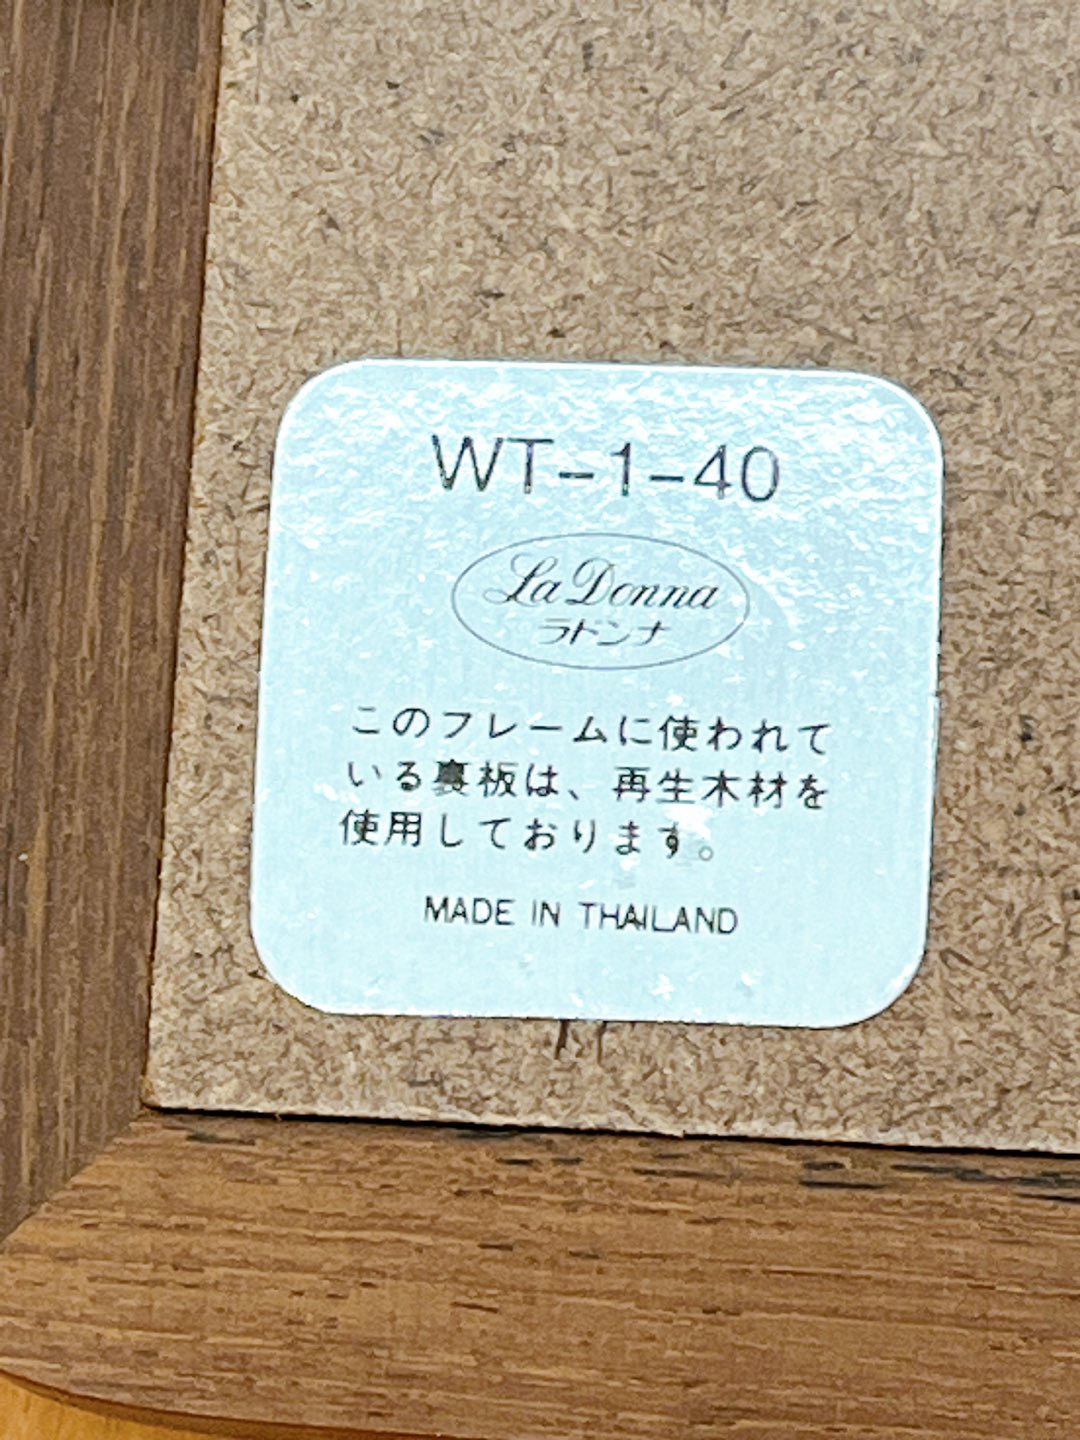 WT-1-40
La Donna
ラドンナ
このフレームに使われて
いる裏板は、再生木材を
使用しております。
MADE IN THAILAND